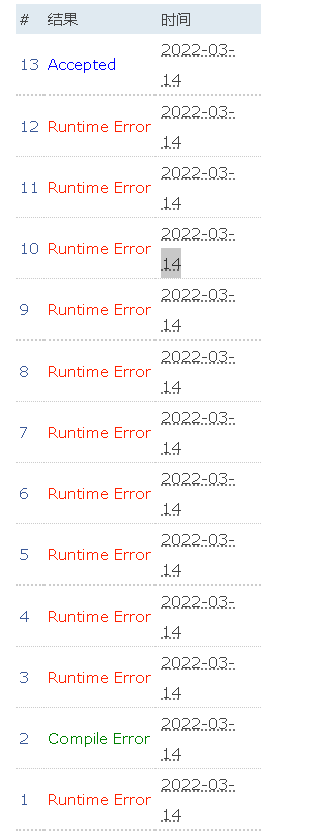 # 结果 时间
2022-03-
13 Accepted
14
2022-03-
12 Runtime Error
14
2022-03-
11 Runtime Error
14
2022-03-
10 Runtime Error
14
2022-03-
9 Runtime Error
14
2022-03-
8 Runtime Error
14
2022-03-
7 Runtime Error
14
2022-03-
6 Runtime Error
14
2022-03-
5 Runtime Error
14
2022-03-
4 Runtime Error
14
2022-03-
3 Runtime Error
14
2022-03-
2 Compile Error
14
2022-03-
1 Runtime Error
14